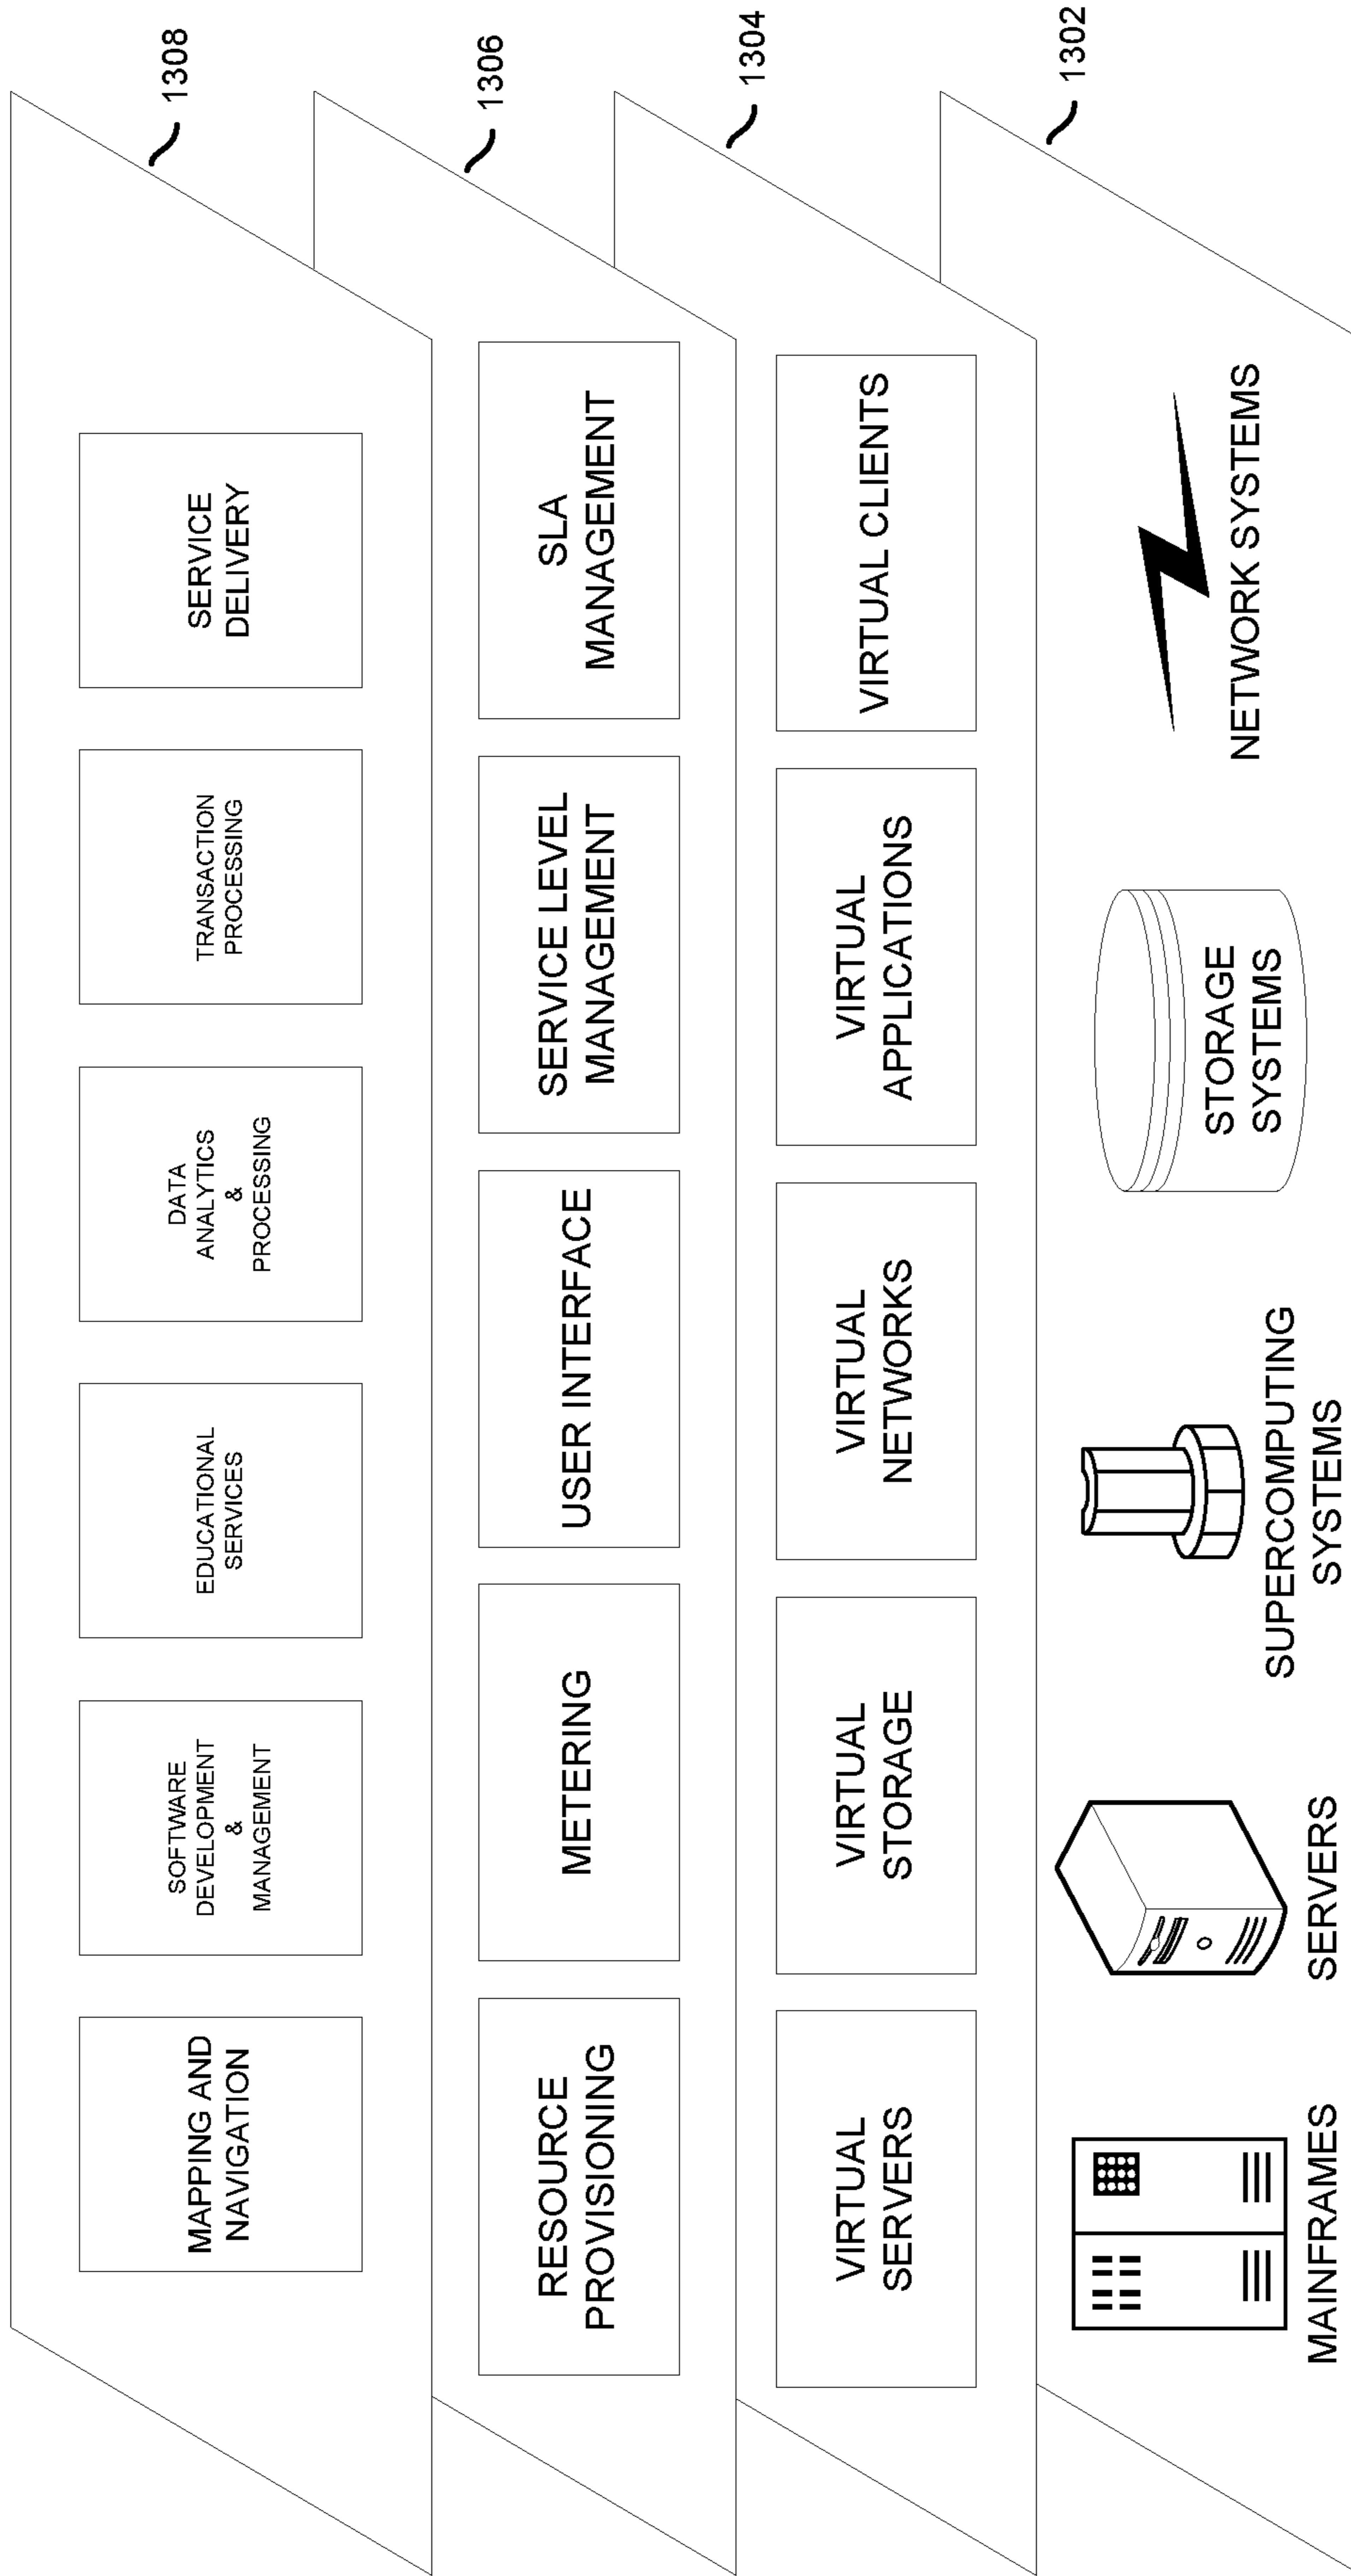 MAPPING AND
NAVIGATION
SOFTWARE
DEVELOPMENT
&
MANAGEMENT
EDUCATIONAL
SERVICES
DATA
ANALYTICS
&
PROCESSING
TRANSACTION
PROCESSING
SERVICE
DELIVERY
1308
RESOURCE
PROVISIONING
METERING
USER INTERFACE
SERVICE LEVEL
MANAGEMENT
SLA
MANAGEMENT
1306
VIRTUAL
SERVERS
VIRTUAL
STORAGE
VIRTUAL
NETWORKS
VIRTUAL
APPLICATIONS
VIRTUAL CLIENTS
1304
MAINFRAMES
SERVERS
SUPERCOMPUTING
SYSTEMS
STORAGE
SYSTEMS
NETWORK SYSTEMS
1302